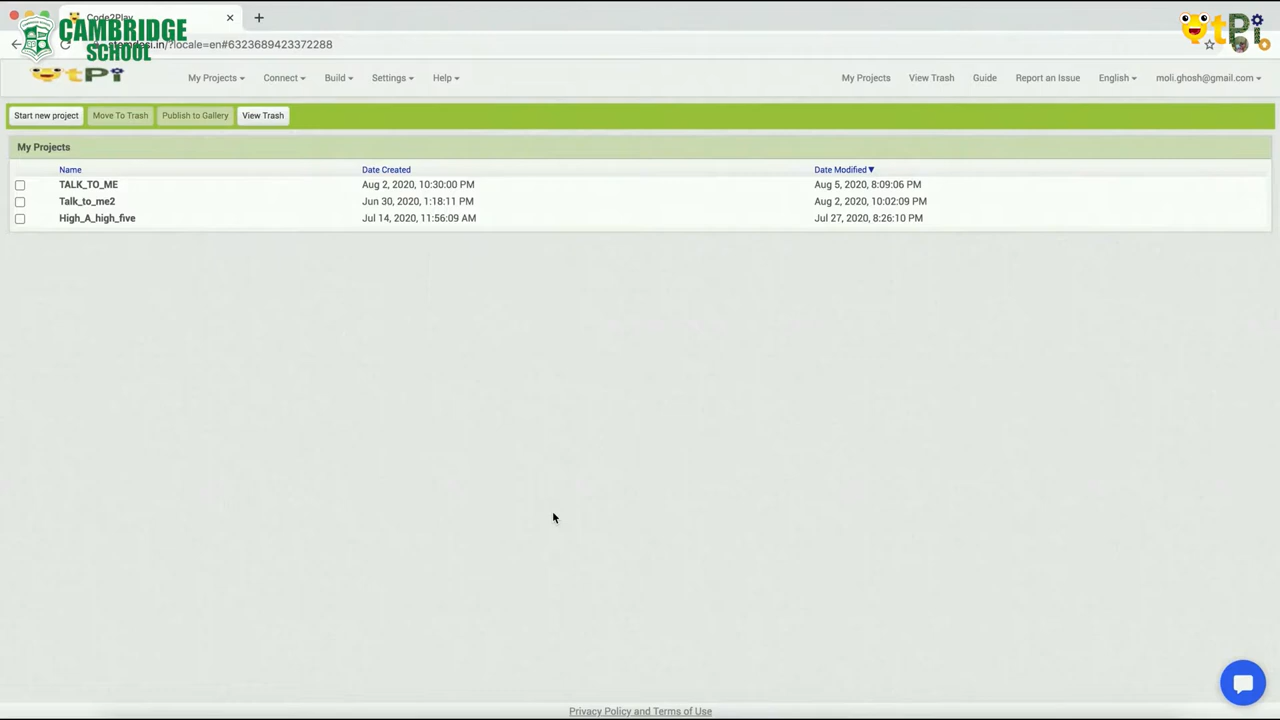 Code2Play
CAMBRIDGE
SCHOOL
.in/?locale=en#6323689423372288
utPi
utPi
My Projects Connect Build Settings Help My Projects View Trash Guide Report an Issue English moli.ghosh@gmail.com
Start new project Move To Trash Publish to Gallery View Trash
My Projects
Name Date Created Date Modified
TALK_TO_ME Aug 2, 2020, 10:30:00 PM Aug 5, 2020, 8:09:06 PM
Talk_to_me2 Jun 30, 2020, 1:18:11 PM Aug 2, 2020, 10:02:09 PM
High_A_high_five Jul 14, 2020, 11:56:09 AM Jul 27, 2020, 8:26:10 PM
Privacy Policy and Terms of Use